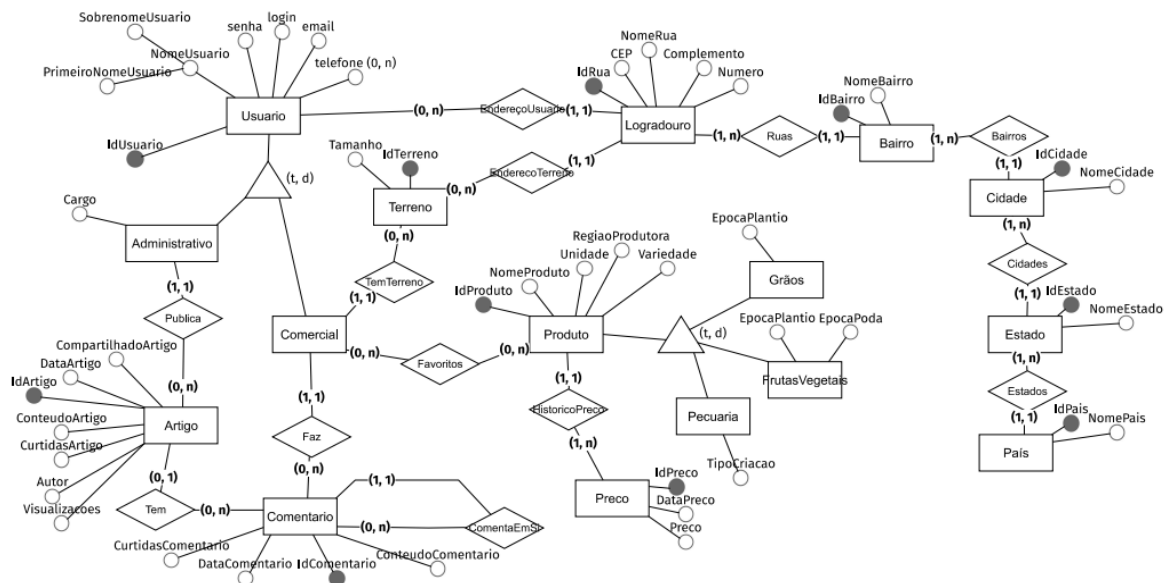 SobrenomeUsuario
login
senha
email
NomeUsuario
telefone (0, n)
PrimeiroNomeUsuario
Usuario
IdUsuario
(0, n)
EndereçoUsuario
(1, 1)
NomeRua
CEP
Complemento
IdRua
Numero
Logradouro
(1, n)
Ruas
(1, 1)
NomeBairro
IdBairro
Bairro
(1, n)
Bairros
(1, 1)
IdCidade
NomeCidade
Cidade
(1, n)
Cidades
(1, 1)
IdEstado
NomeEstado
Estado
(1, n)
Estados
(1, 1)
IdPais
NomePais
País
(t, d)
Tamanho
IdTerreno
Terreno
(0, n)
EnderecoTerreno
(1, 1)
(0, n)
TemTerreno
(1, 1)
Cargo
Administrativo
(1, 1)
Publica
(0, n)
CompartilhadoArtigo
DataArtigo
IdArtigo
ConteudoArtigo
CurtidasArtigo
Autor
Visualizacoes
Artigo
(0, 1)
Tem
(0, n)
Comercial
(0, n)
Favoritos
(0, n)
(1, 1)
Faz
(0, n)
Comentario
(1, 1)
(0, n)
ComentaEmSi
CurtidasComentario
DataComentario
IdComentario
ConteudoComentario
RegiaoProdutora
Unidade
Variedade
NomeProduto
IdProduto
Produto
(1, 1)
HistoricoPreco
(1, n)
Preco
IdPreco
DataPreco
Preco
(t, d)
EpocaPlantio
Grãos
EpocaPlantio
EpocaPoda
FrutasVegetais
Pecuaria
TipoCriacao